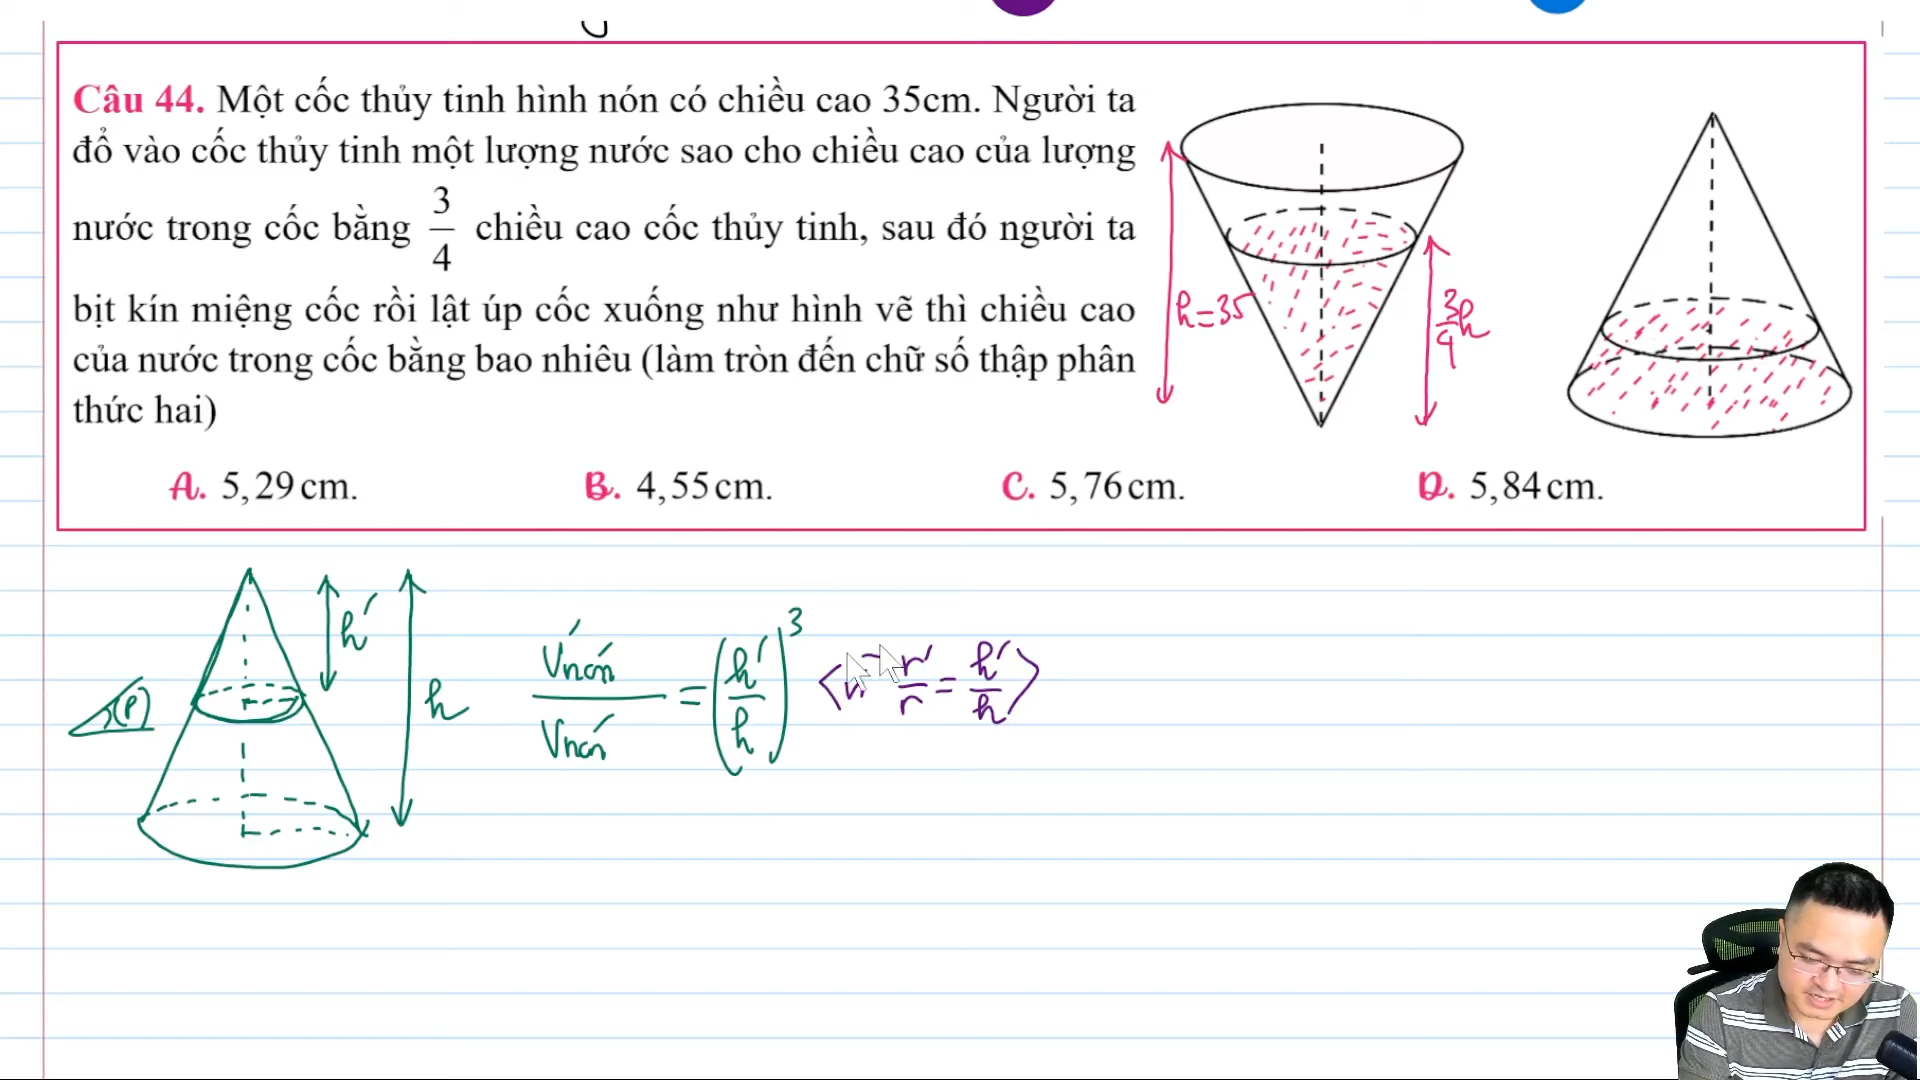 Câu 44. Một cốc thủy tinh hình nón có chiều cao 35cm. Người ta
đổ vào cốc thủy tinh một lượng nước sao cho chiều cao của lượng
nước trong cốc bằng 3/4 chiều cao cốc thủy tinh, sau đó người ta
bịt kín miệng cốc rồi lật úp cốc xuống như hình vẽ thì chiều cao
của nước trong cốc bằng bao nhiêu (làm tròn đến chữ số thập phân
thức hai)
A. 5,29 cm. B. 4,55 cm. C. 5,76 cm. D. 5,84 cm.
h=35
3/4 h
(P)
h'
h
V'nón / Vnón = (h'/h)^3
r'/r = h'/h